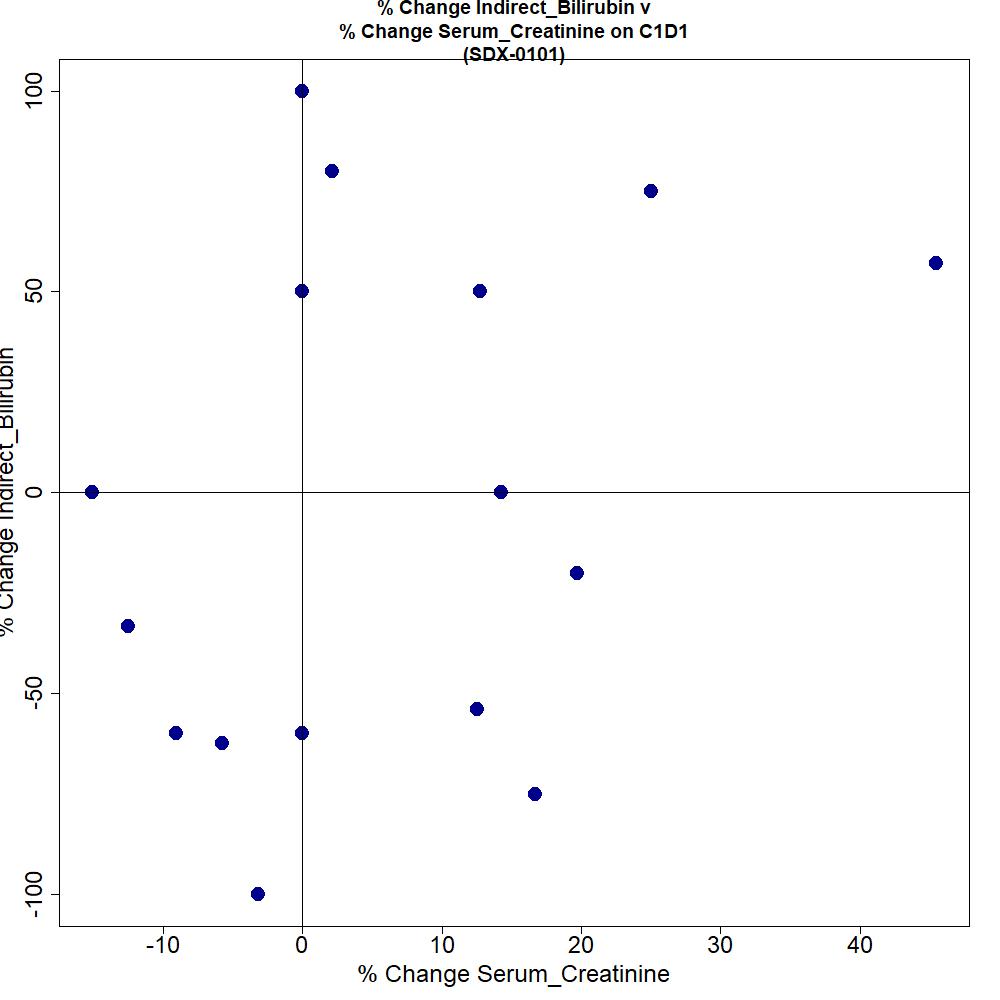 % Change Indirect_Bilirubin v
% Change Serum_Creatinine on C1D1
(SDX-0101)
% Change Indirect_Bilirubin
100
50
0
-50
-100
-10 0 10 20 30 40
% Change Serum_Creatinine